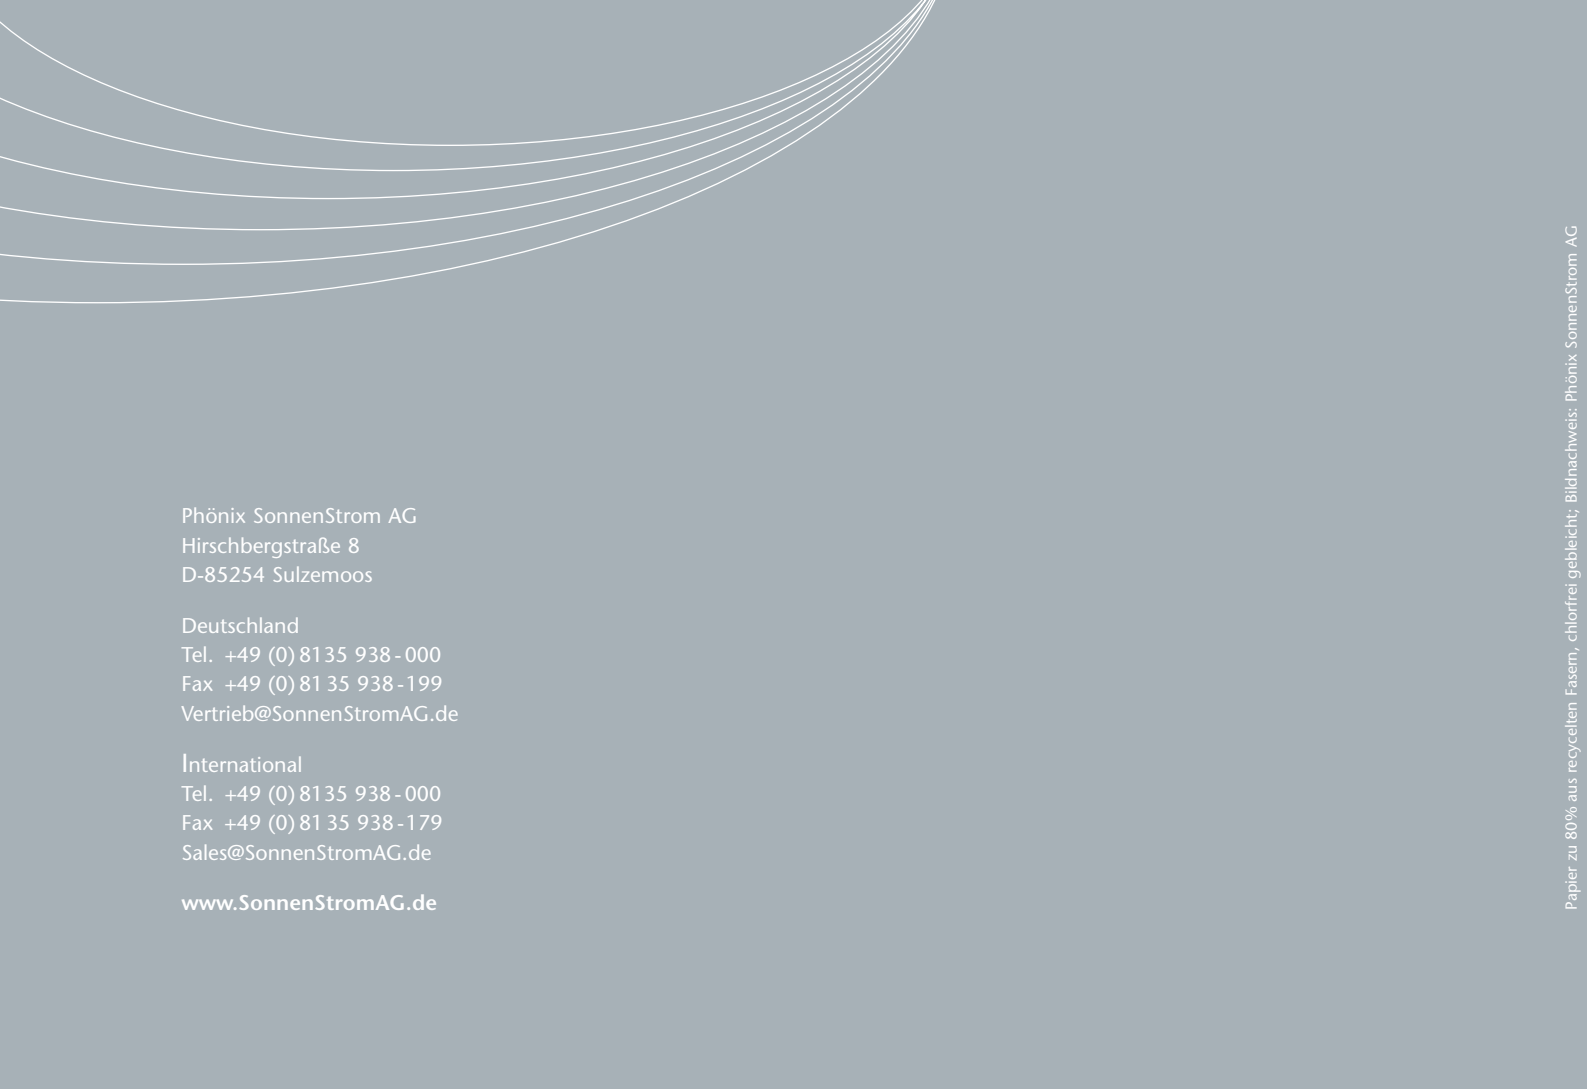 Phönix SonnenStrom AG
Hirschbergstraße 8
D-85254 Sulzemoos
Deutschland
Tel. +49 (0) 8135 938 - 000
Fax +49 (0) 81 35 938 -199
Vertrieb@SonnenStromAG.de
International
Tel. +49 (0) 8135 938 - 000
Fax +49 (0) 81 35 938 -179
Sales@SonnenStromAG.de
www.SonnenStromAG.de
Papier zu 80% aus recycelten Fasern, chlorfrei gebleicht; Bildnachweis: Phönix SonnenStrom AG